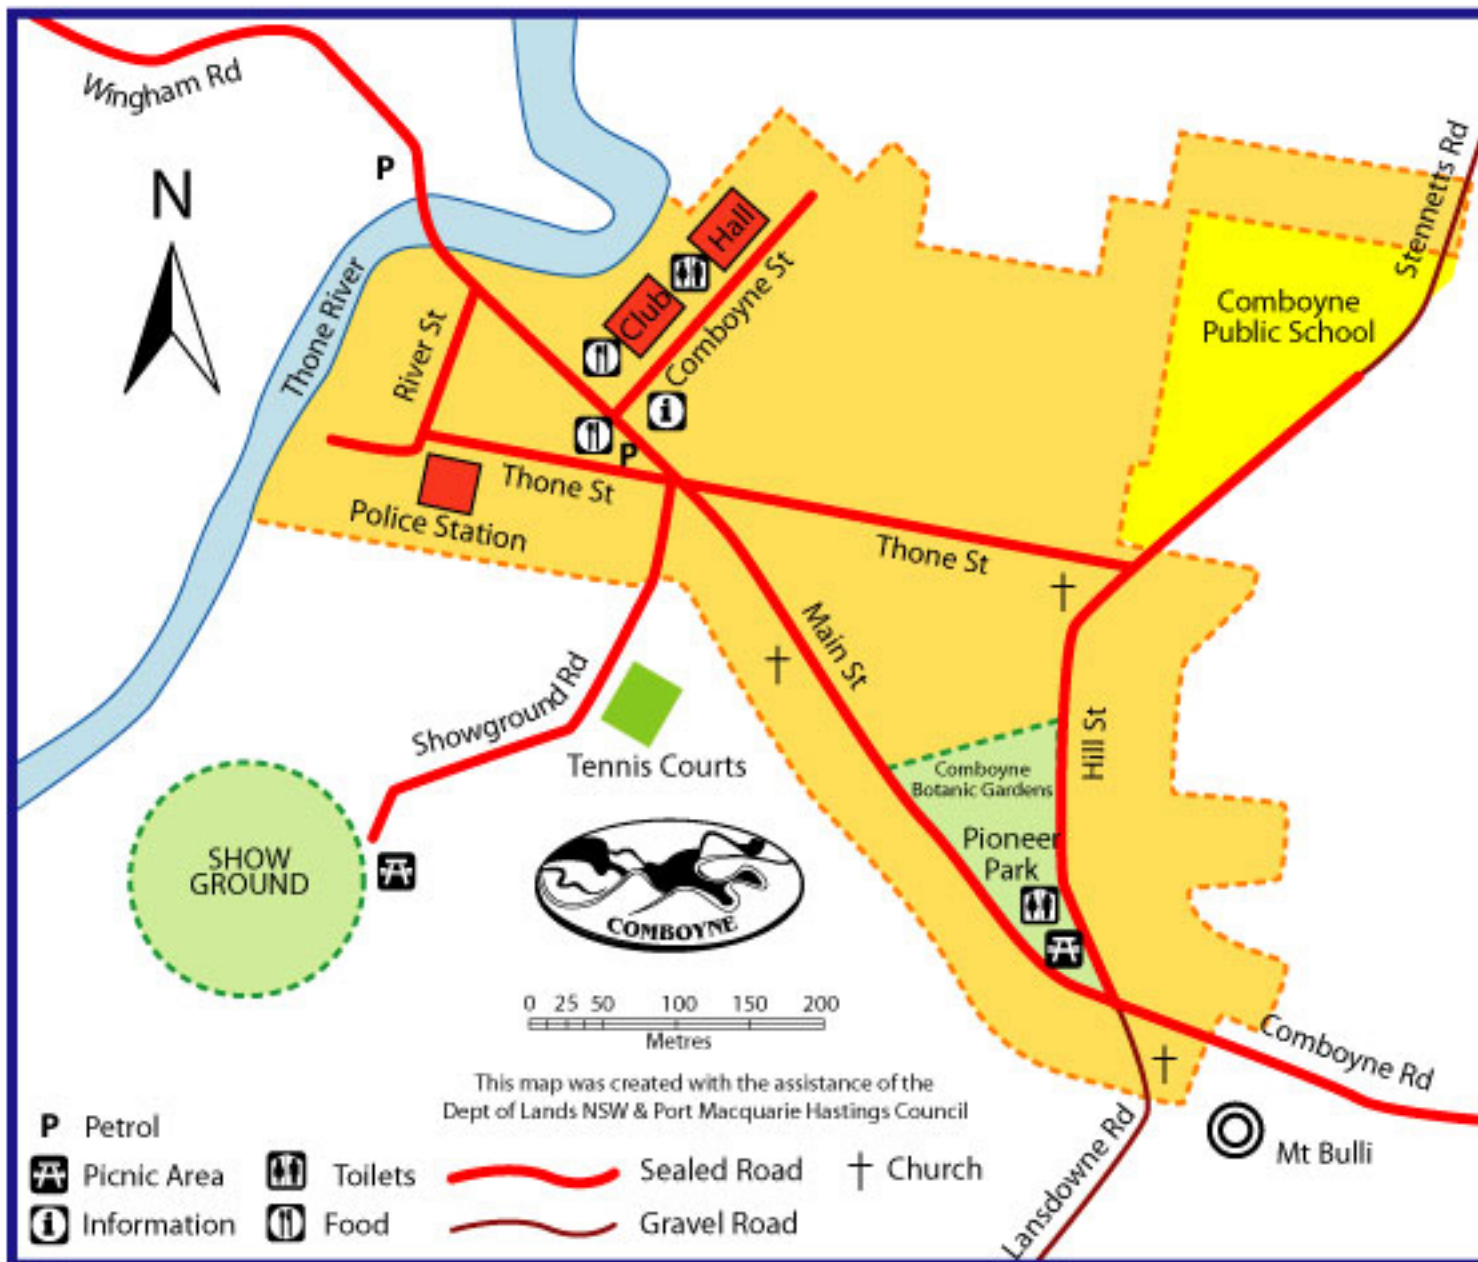 Wingham Rd
P
N
Thone River
River St
Hall
Club
Comboyne St
Stennetts Rd
Comboyne
Public School
P
Thone St
Police Station
Thone St
Main St
Showground Rd
Tennis Courts
Hill St
Comboyne
Botanic Gardens
Pioneer
Park
SHOW
GROUND
COMBOYNE
0 25 50 100 150 200
Metres
Comboyne Rd
This map was created with the assistance of the
Dept of Lands NSW & Port Macquarie Hastings Council
Lansdowne Rd
Mt Bulli
P Petrol
Picnic Area
Toilets
Sealed Road
Church
Information
Food
Gravel Road